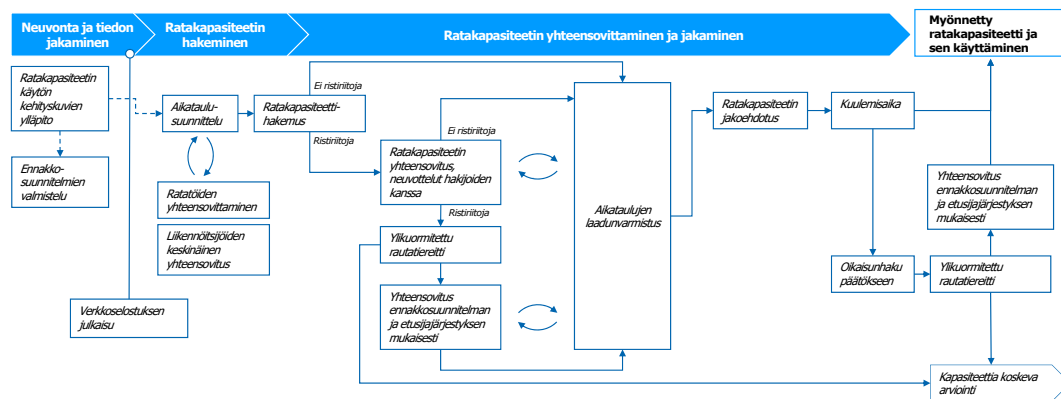 Neuvonta ja tiedon
jakaminen
Ratakapasiteetin
hakeminen
Ratakapasiteetin yhteensovittaminen ja jakaminen
Myönnetty
ratakapasiteetti ja
sen käyttäminen
Ratakapasiteetin
käytön
kehityskuvien
ylläpito
Ennakko-
suunnitelmien
valmistelu
Verkkoselostuksen
julkaisu
Aikataulu-
suunnittelu
Ratatöiden
yhteensovittaminen
Liikennöitsijöiden
keskinäinen
yhteensovitus
Ratakapasiteetti-
hakemus
Ei ristiriitoja
Ristiriitoja
Ei ristiriitoja
Ratakapasiteetin
yhteensovitus,
neuvottelut hakijoiden
kanssa
Ristiriitoja
Ylikuormitettu
rautatiereitti
Yhteensovitus
ennakkosuunnitelman
ja etusijajärjestyksen
mukaisesti
Aikataulujen
laadunvarmistus
Ratakapasiteetin
jakoehdotus
Kuulemisaika
Oikaisunhaku
päätökseen
Yhteensovitus
ennakkosuunnitelman
ja etusijajärjestyksen
mukaisesti
Ylikuormitettu
rautatiereitti
Kapasiteettia koskeva
arviointi